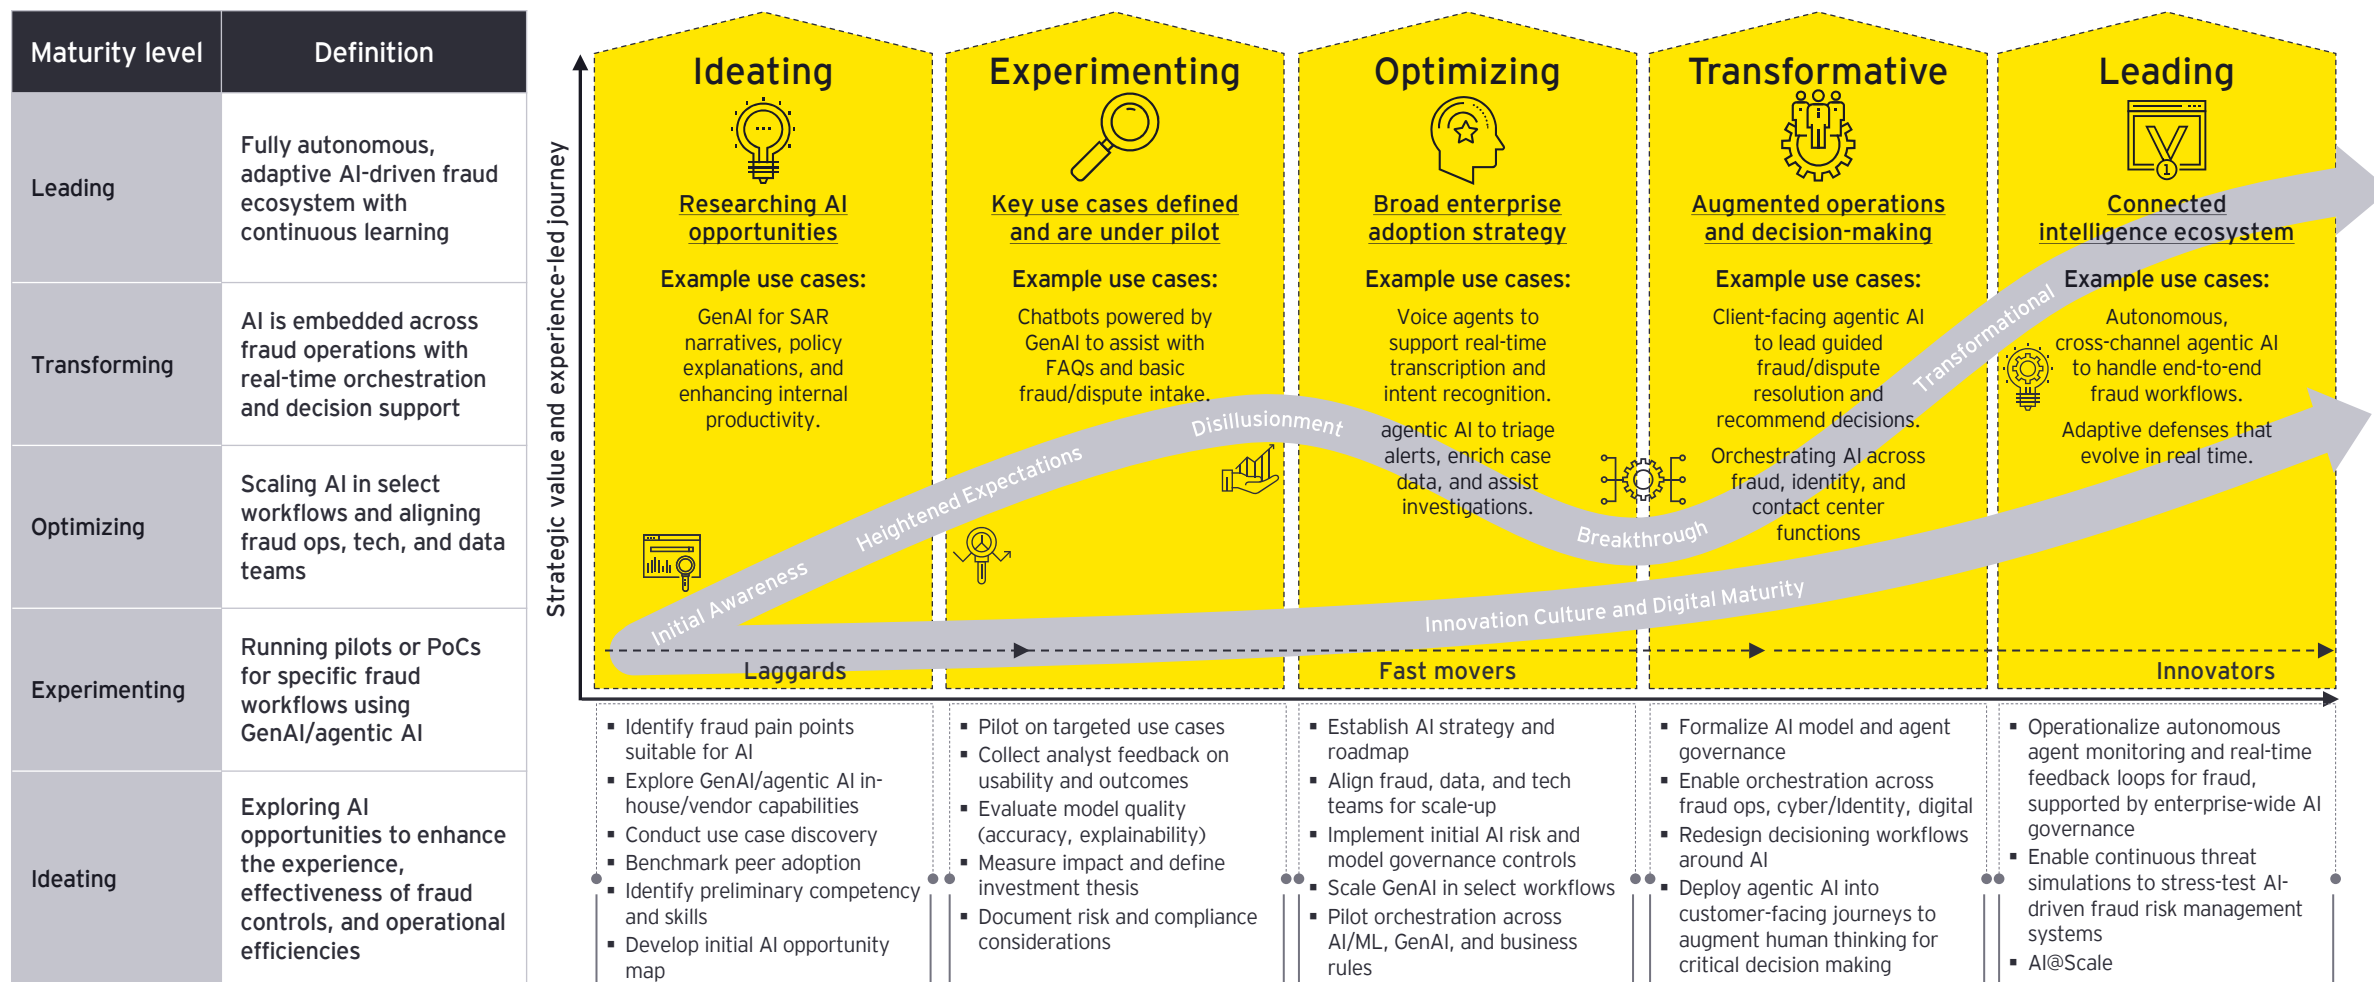 Maturity level
Definition
Leading
Fully autonomous,
adaptive AI-driven fraud
ecosystem with
continuous learning
Transforming
AI is embedded across
fraud operations with
real-time orchestration
and decision support
Optimizing
Scaling AI in select
workflows and aligning
fraud ops, tech, and data
teams
Experimenting
Running pilots or PoCs
for specific fraud
workflows using
GenAI/agentic AI
Ideating
Exploring AI
opportunities to enhance
the experience,
effectiveness of fraud
controls, and operational
efficiencies
Strategic value and experience-led journey
Ideating
Researching AI
opportunities
Example use cases:
GenAI for SAR
narratives, policy
explanations, and
enhancing internal
productivity.
Experimenting
Key use cases defined
and are under pilot
Example use cases:
Chatbots powered by
GenAI to assist with
FAQs and basic
fraud/dispute intake.
Optimizing
Broad enterprise
adoption strategy
Example use cases:
Voice agents to
support real-time
transcription and
intent recognition.
agentic AI to triage
alerts, enrich case
data, and assist
investigations.
Transformative
Augmented operations
and decision-making
Example use cases:
Client-facing agentic AI
to lead guided
fraud/dispute
resolution and
recommend decisions.
Orchestrating AI across
fraud, identity, and
contact center
functions
Leading
1
Connected
intelligence ecosystem
Example use cases:
Autonomous,
cross-channel agentic AI
to handle end-to-end
fraud workflows.
Adaptive defenses that
evolve in real time.
Initial Awareness
Heightened Expectations
Disillusionment
Breakthrough
Transformational
Innovation Culture and Digital Maturity
Laggards
Fast movers
Innovators
▪ Identify fraud pain points
suitable for AI
▪ Explore GenAI/agentic AI in-
house/vendor capabilities
▪ Conduct use case discovery
▪ Benchmark peer adoption
▪ Identify preliminary competency
and skills
▪ Develop initial AI opportunity
map
▪ Pilot on targeted use cases
▪ Collect analyst feedback on
usability and outcomes
▪ Evaluate model quality
(accuracy, explainability)
▪ Measure impact and define
investment thesis
▪ Document risk and compliance
considerations
▪ Establish AI strategy and
roadmap
▪ Align fraud, data, and tech
teams for scale-up
▪ Implement initial AI risk and
model governance controls
▪ Scale GenAI in select workflows
▪ Pilot orchestration across
AI/ML, GenAI, and business
rules
▪ Formalize AI model and agent
governance
▪ Enable orchestration across
fraud ops, cyber/Identity, digital
▪ Redesign decisioning workflows
around AI
▪ Deploy agentic AI into
customer-facing journeys to
augment human thinking for
critical decision making
▪ Operationalize autonomous
agent monitoring and real-time
feedback loops for fraud,
supported by enterprise-wide AI
governance
▪ Enable continuous threat
simulations to stress-test AI-
driven fraud risk management
systems
▪ AI@Scale